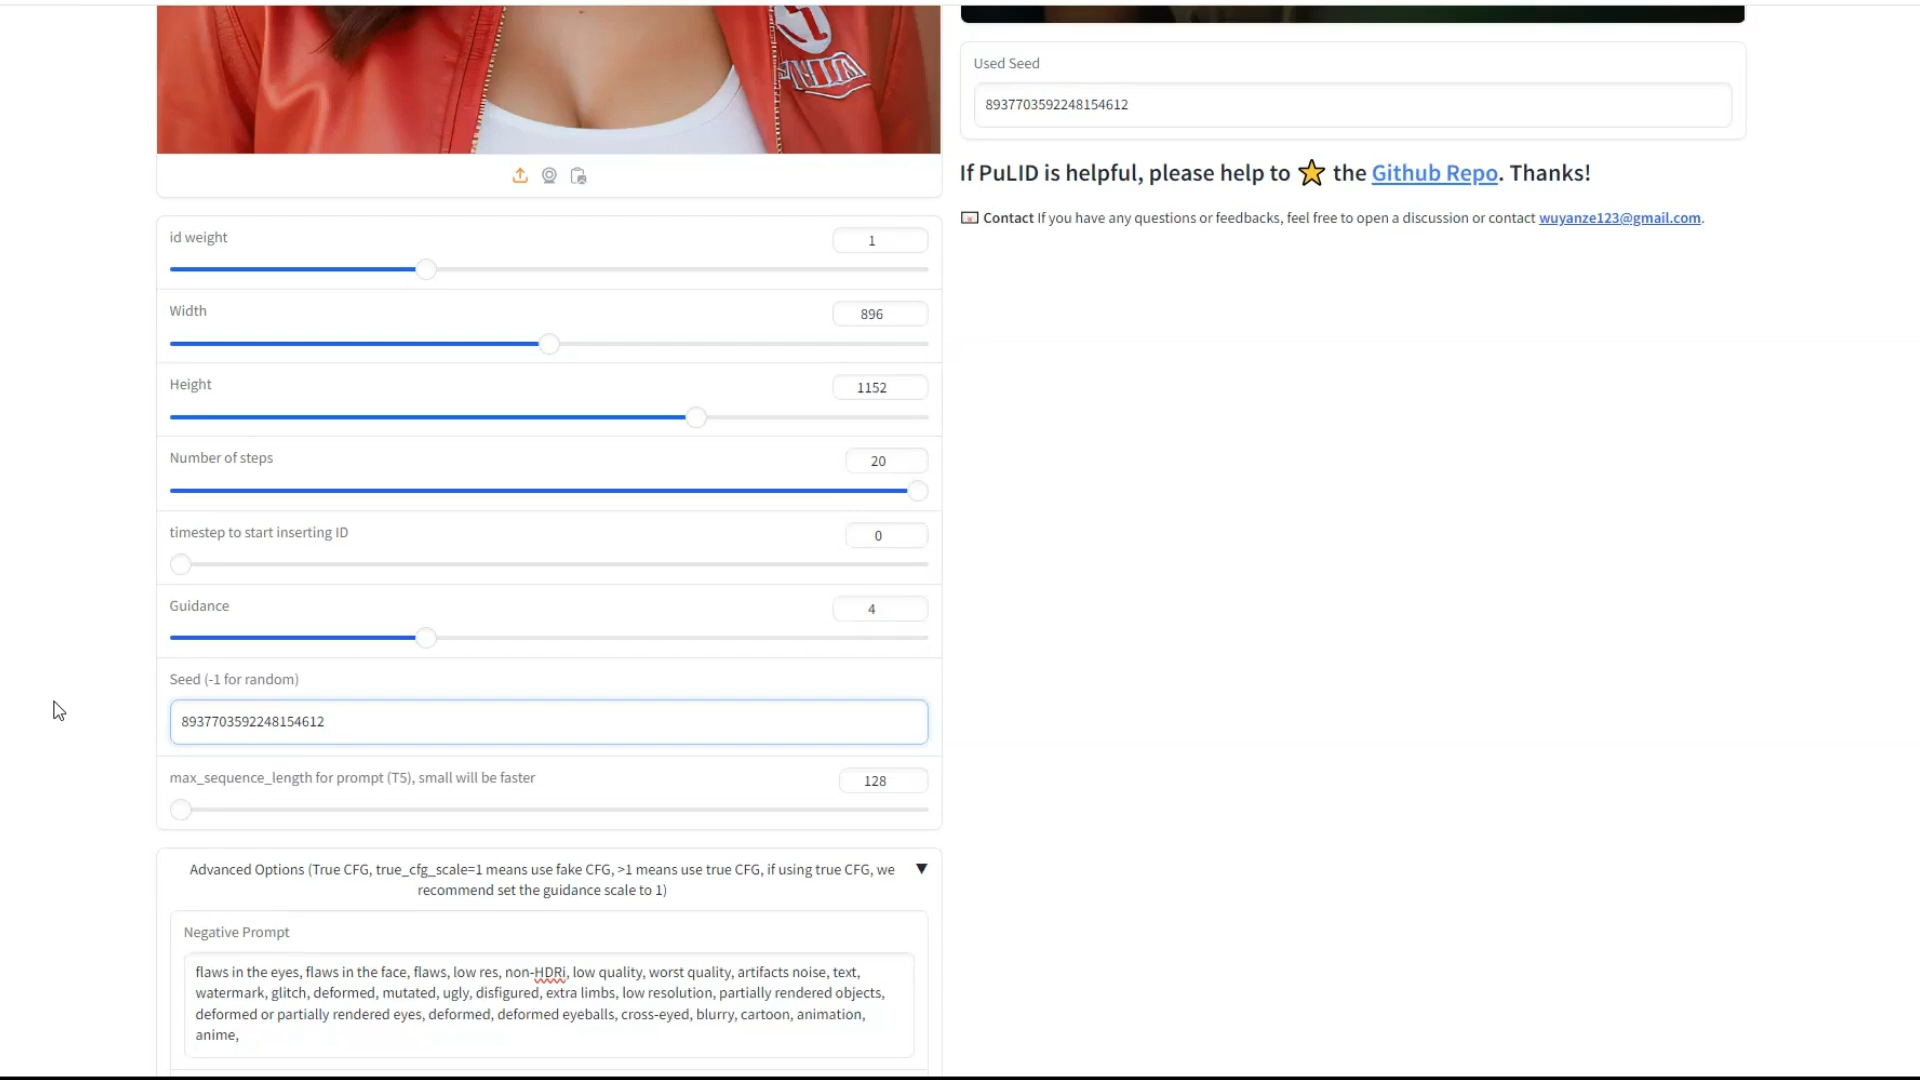 Used Seed
8937703592248154612
If PuLID is helpful, please help to ⭐ the Github Repo. Thanks!
Contact If you have any questions or feedbacks, feel free to open a discussion or contact wuyanze123@gmail.com.
id weight
1
Width
896
Height
1152
Number of steps
20
timestep to start inserting ID
0
Guidance
4
Seed (-1 for random)
8937703592248154612
max_sequence_length for prompt (T5), small will be faster
128
Advanced Options (True CFG, true_cfg_scale=1 means use fake CFG, >1 means use true CFG, if using true CFG, we
recommend set the guidance scale to 1)
Negative Prompt
flaws in the eyes, flaws in the face, flaws, low res, non-HDRi, low quality, worst quality, artifacts noise, text,
watermark, glitch, deformed, mutated, ugly, disfigured, extra limbs, low resolution, partially rendered objects,
deformed or partially rendered eyes, deformed, deformed eyeballs, cross-eyed, blurry, cartoon, animation,
anime,